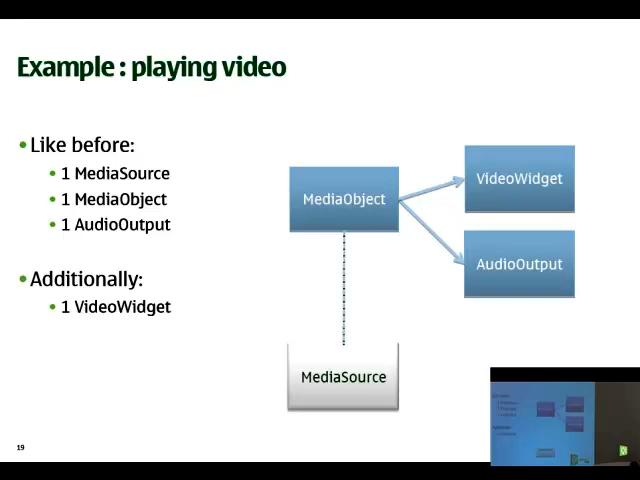 Example : playing video
•Like before:
• 1 MediaSource
• 1 MediaObject
• 1 AudioOutput
•Additionally:
• 1 VideoWidget
MediaObject
VideoWidget
AudioOutput
MediaSource
19